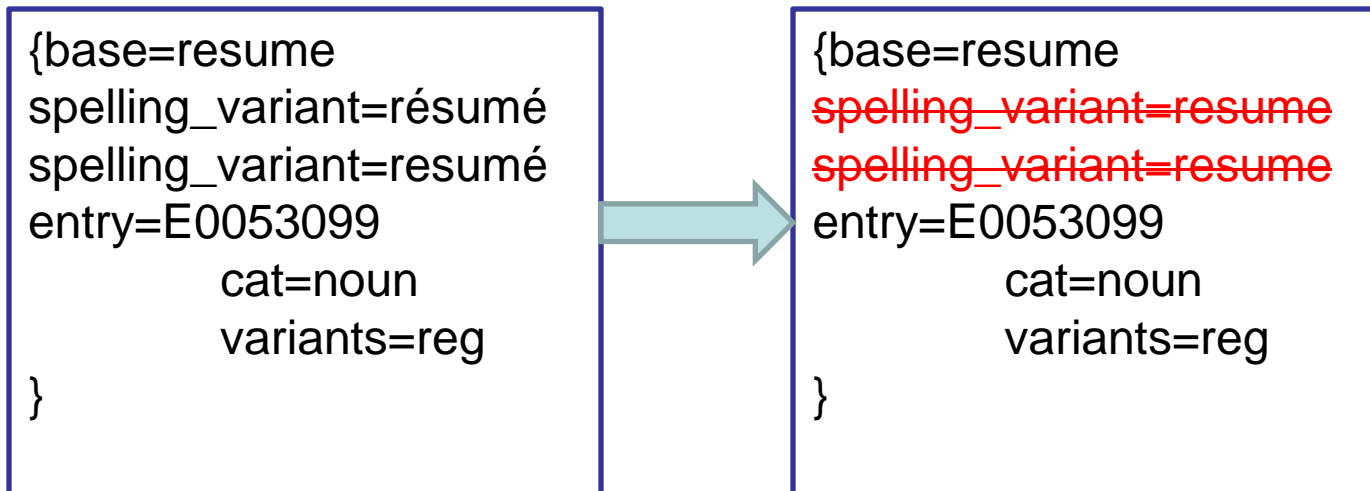 {base=resume
spelling_variant=résumé
spelling_variant=resumé
entry=E0053099
cat=noun
variants=reg
}
{base=resume
spelling_variant=resume
spelling_variant=resume
entry=E0053099
cat=noun
variants=reg
}